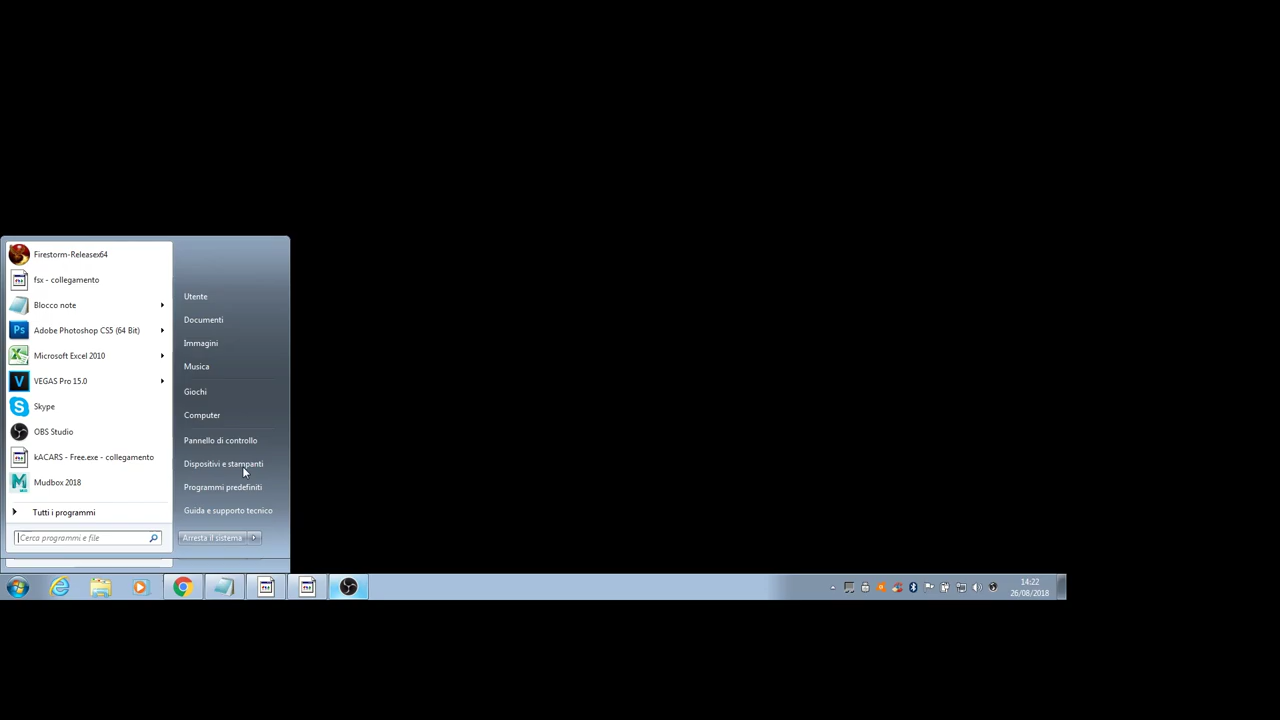 Firestorm-Releasex64
fsx - collegamento
Blocco note
Adobe Photoshop CS5 (64 Bit)
Microsoft Excel 2010
VEGAS Pro 15.0
Skype
OBS Studio
kACARS - Free.exe - collegamento
Mudbox 2018
Tutti i programmi
Cerca programmi e file
Utente
Documenti
Immagini
Musica
Giochi
Computer
Pannello di controllo
Dispositivi e stampanti
Programmi predefiniti
Guida e supporto tecnico
Arresta il sistema
14:22
26/08/2018